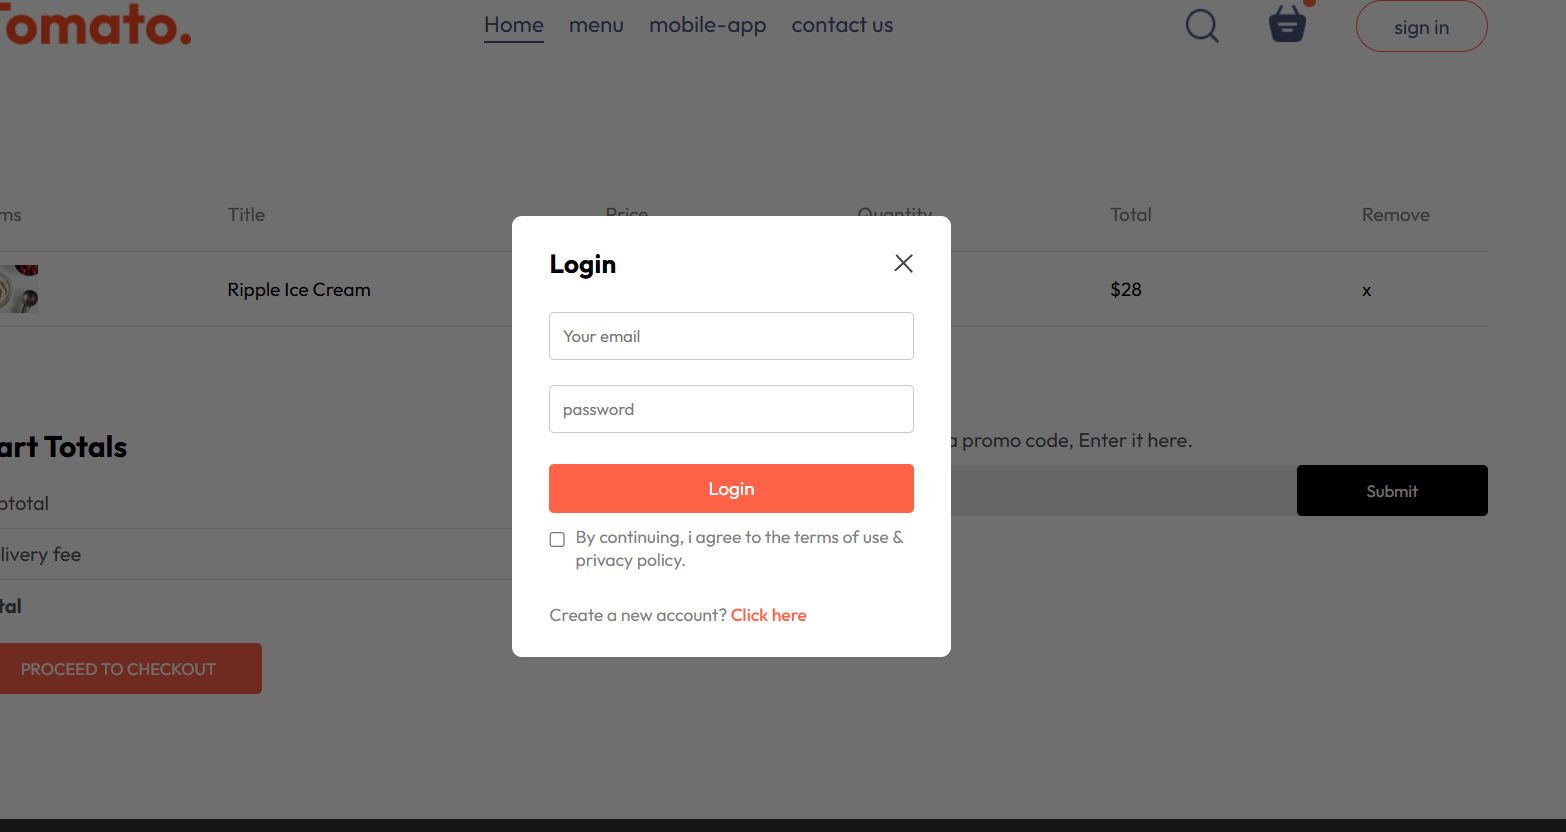 Tomato.
Home menu mobile-app contact us
sign in
ms Title Price Quantity Total Remove
Ripple Ice Cream $28 x
Login
Your email
password
Login
By continuing, i agree to the terms of use &
privacy policy.
Create a new account? Click here
art Totals
btotal
livery fee
tal
PROCEED TO CHECKOUT
a promo code, Enter it here.
Submit